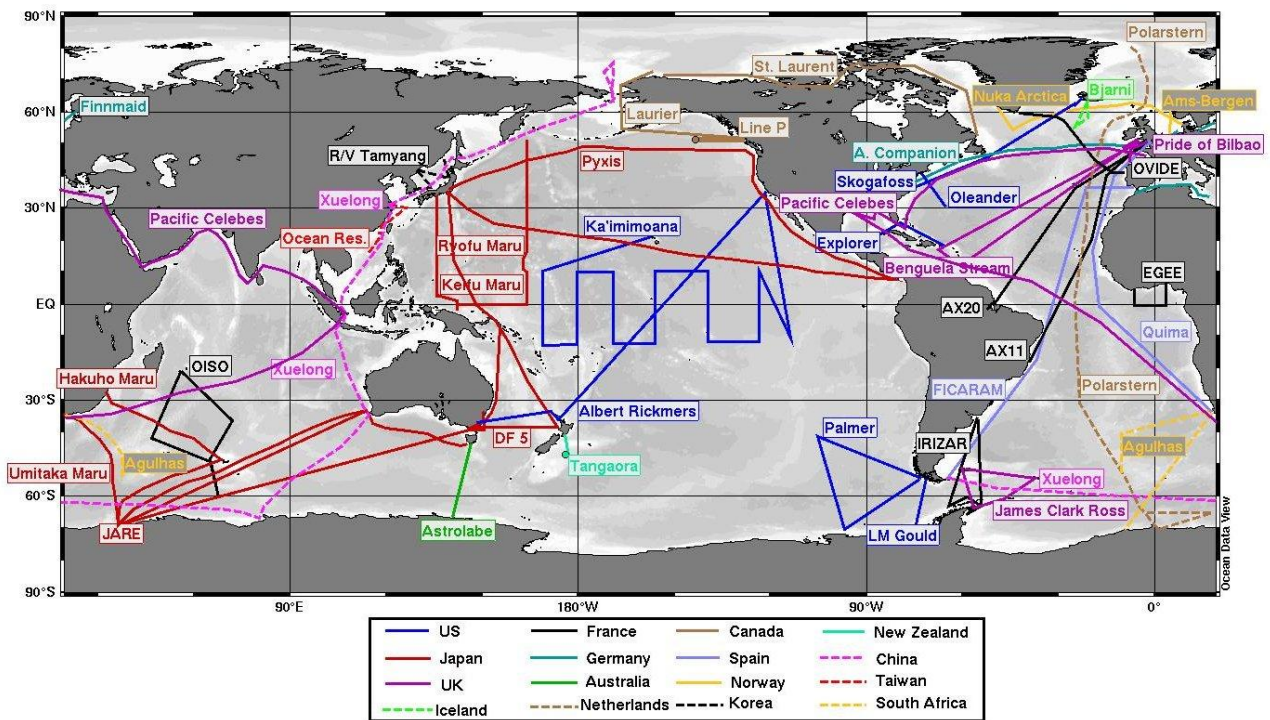 90°N
60°N
30°N
EQ
30°S
60°S
90°S
90°E
180°W
90°W
0°
Polarstern
St. Laurent
Finnmaid
Nuka Arctica
Bjarni
Ams-Bergen
Laurier
Line P
R/V Tamyang
Pyxis
A. Companion
Pride of Bilbao
OVIDE
Skogafoss
Oleander
Xuelong
Pacific Celebes
Pacific Celebes
Ka'imimoana
Ocean Res.
Ryofu Maru
Explorer
Benguela Stream
EGEE
Keifu Maru
AX20
Quima
AX11
OISO
Xuelong
Hakuho Maru
FICARAM
Polarstern
Albert Rickmers
DF 5
Palmer
IRIZAR
Agulhas
Agulhas
Umitaka Maru
Tangaora
Xuelong
JARE
Astrolabe
LM Gould
James Clark Ross
Ocean Data View
US
France
Canada
New Zealand
Japan
Germany
Spain
China
UK
Australia
Norway
Taiwan
Iceland
Netherlands
Korea
South Africa